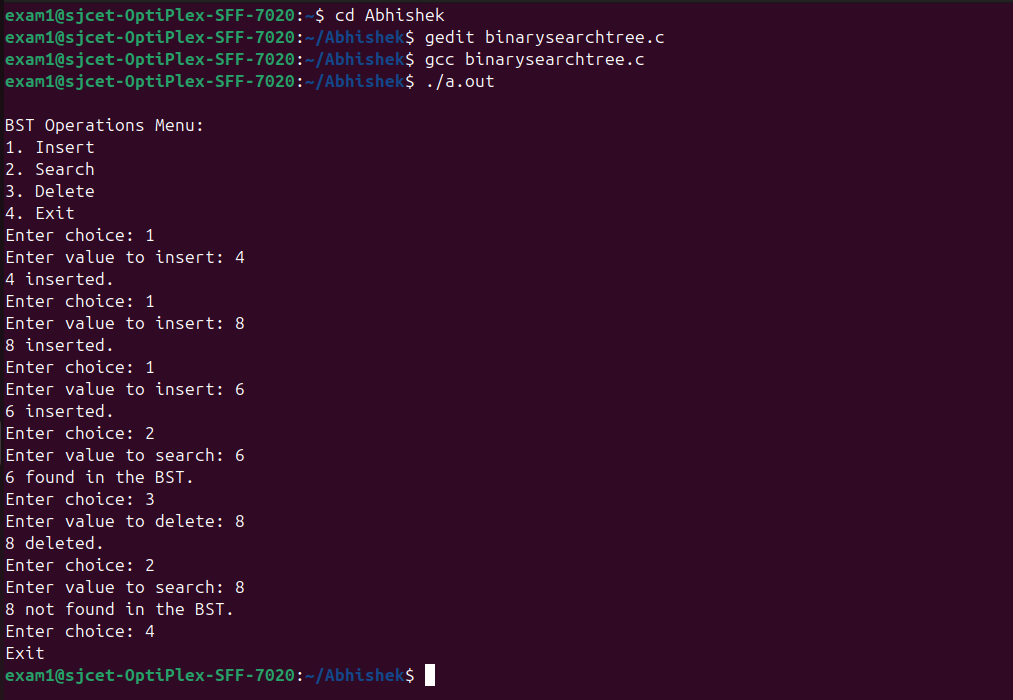 exam1@sjcet-OptiPlex-SFF-7020:~$ cd Abhishek
exam1@sjcet-OptiPlex-SFF-7020:~/Abhishek$ gedit binarysearchtree.c
exam1@sjcet-OptiPlex-SFF-7020:~/Abhishek$ gcc binarysearchtree.c
exam1@sjcet-OptiPlex-SFF-7020:~/Abhishek$ ./a.out
BST Operations Menu:
1. Insert
2. Search
3. Delete
4. Exit
Enter choice: 1
Enter value to insert: 4
4 inserted.
Enter choice: 1
Enter value to insert: 8
8 inserted.
Enter choice: 1
Enter value to insert: 6
6 inserted.
Enter choice: 2
Enter value to search: 6
6 found in the BST.
Enter choice: 3
Enter value to delete: 8
8 deleted.
Enter choice: 2
Enter value to search: 8
8 not found in the BST.
Enter choice: 4
Exit
exam1@sjcet-OptiPlex-SFF-7020:~/Abhishek$